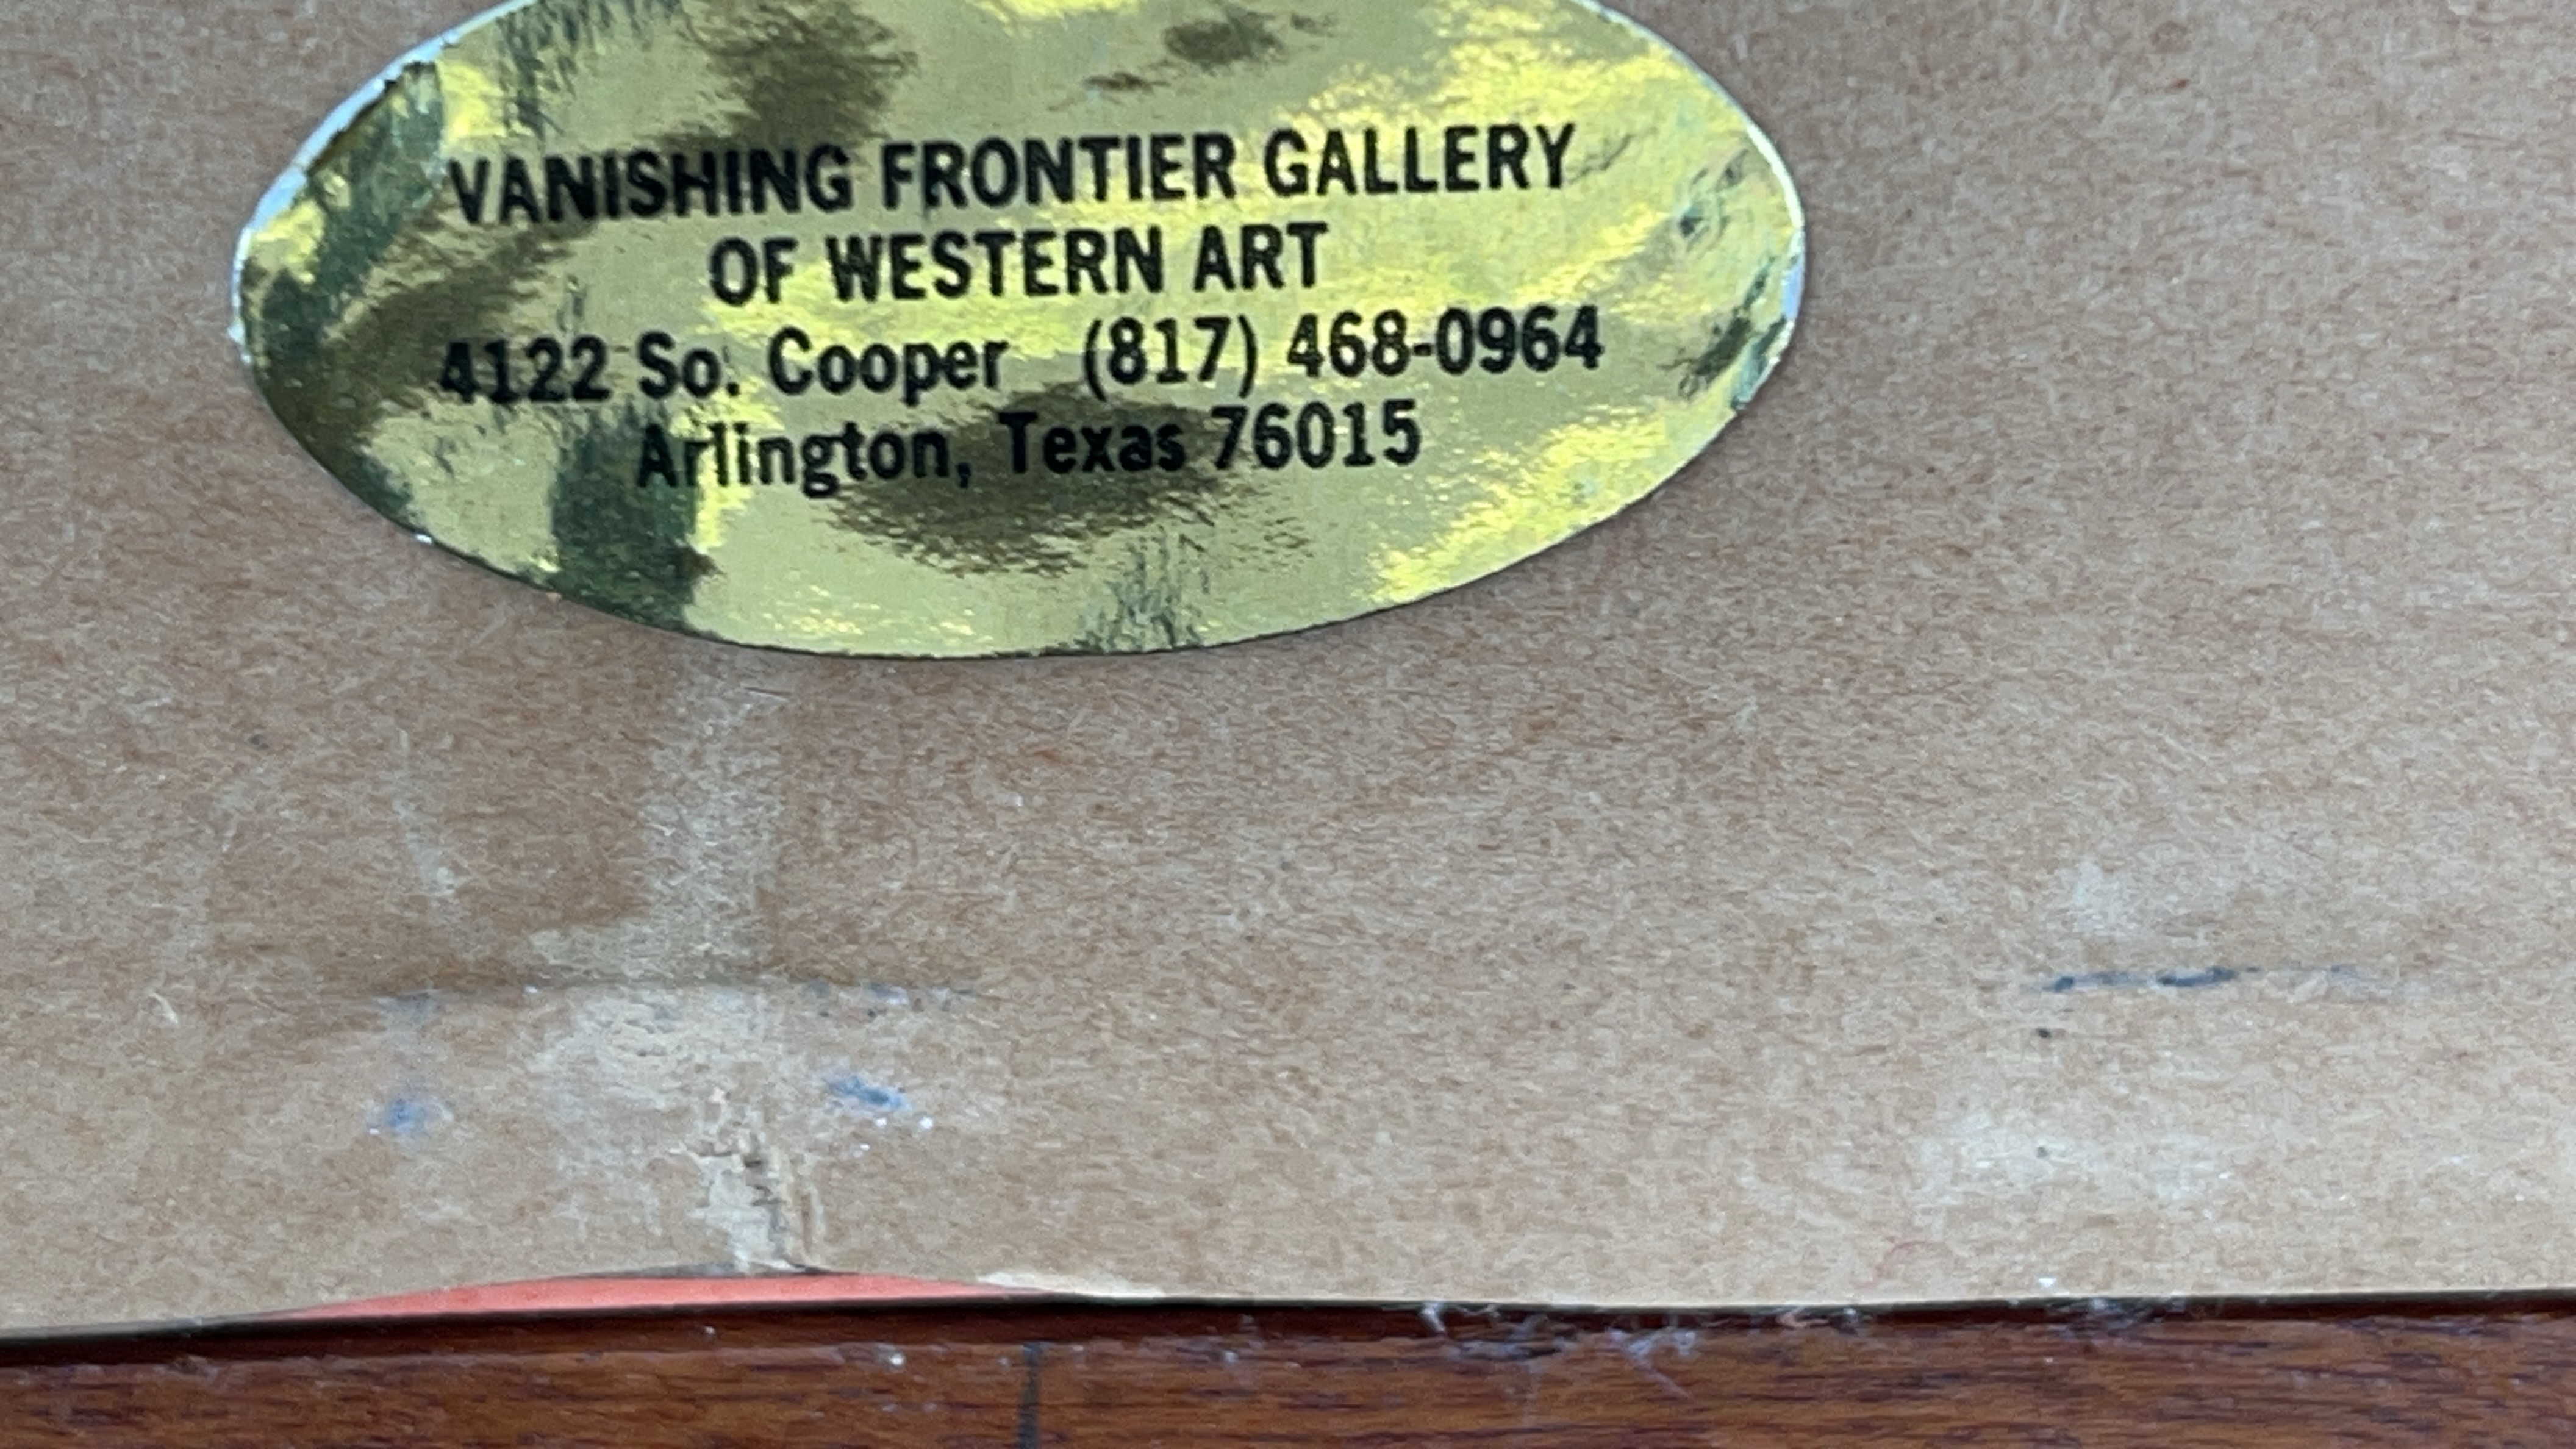 VANISHING FRONTIER GALLERY
OF WESTERN ART
4122 So. Cooper (817) 468-0964
Arlington, Texas 76015